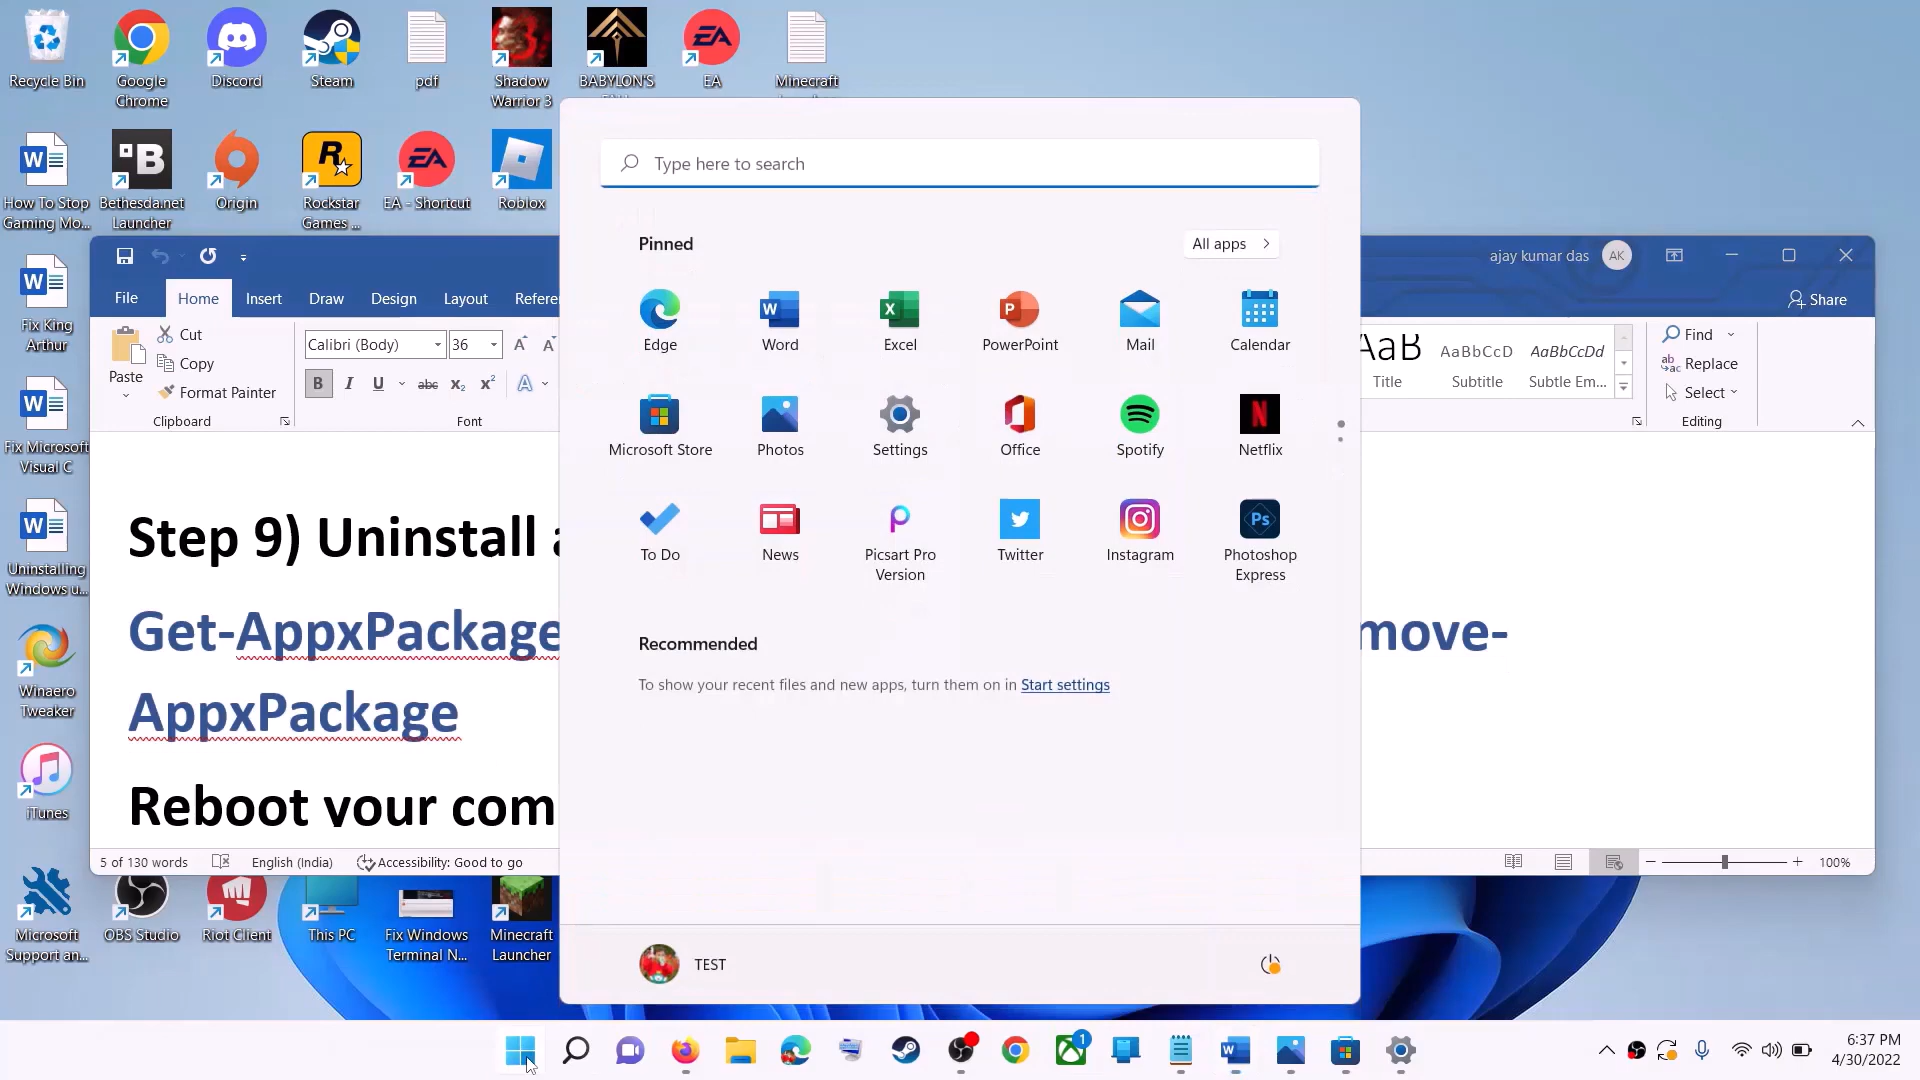 Recycle Bin
Google Chrome
Discord
Steam
pdf
Shadow Warrior 3
BABYLON'S
EA
Minecraft
How To Stop Gaming Mo...
Bethesda.net Launcher
Origin
Rockstar Games ...
EA - Shortcut
Roblox
Fix King Arthur
Fix Microsoft Visual C
Uninstalling Windows u...
Winaero Tweaker
iTunes
Microsoft Support an...
OBS Studio
Riot Client
This PC
Fix Windows Terminal N...
Minecraft Launcher
ajay kumar das
AK
File
Home
Insert
Draw
Design
Layout
Refere
Share
Paste
Cut
Copy
Format Painter
Clipboard
Calibri (Body)
36
Font
AaB
Title
AaBbCcD
Subtitle
AaBbCcDd
Subtle Em...
Find
Replace
Select
Editing
Step 9) Uninstall a
Get-AppxPackage
move-
AppxPackage
Reboot your com
5 of 130 words
English (India)
Accessibility: Good to go
100%
Type here to search
Pinned
All apps
Edge
Word
Excel
PowerPoint
Mail
Calendar
Microsoft Store
Photos
Settings
Office
Spotify
Netflix
To Do
News
Picsart Pro Version
Twitter
Instagram
Photoshop Express
Recommended
To show your recent files and new apps, turn them on in Start settings
TEST
1
6:37 PM
4/30/2022